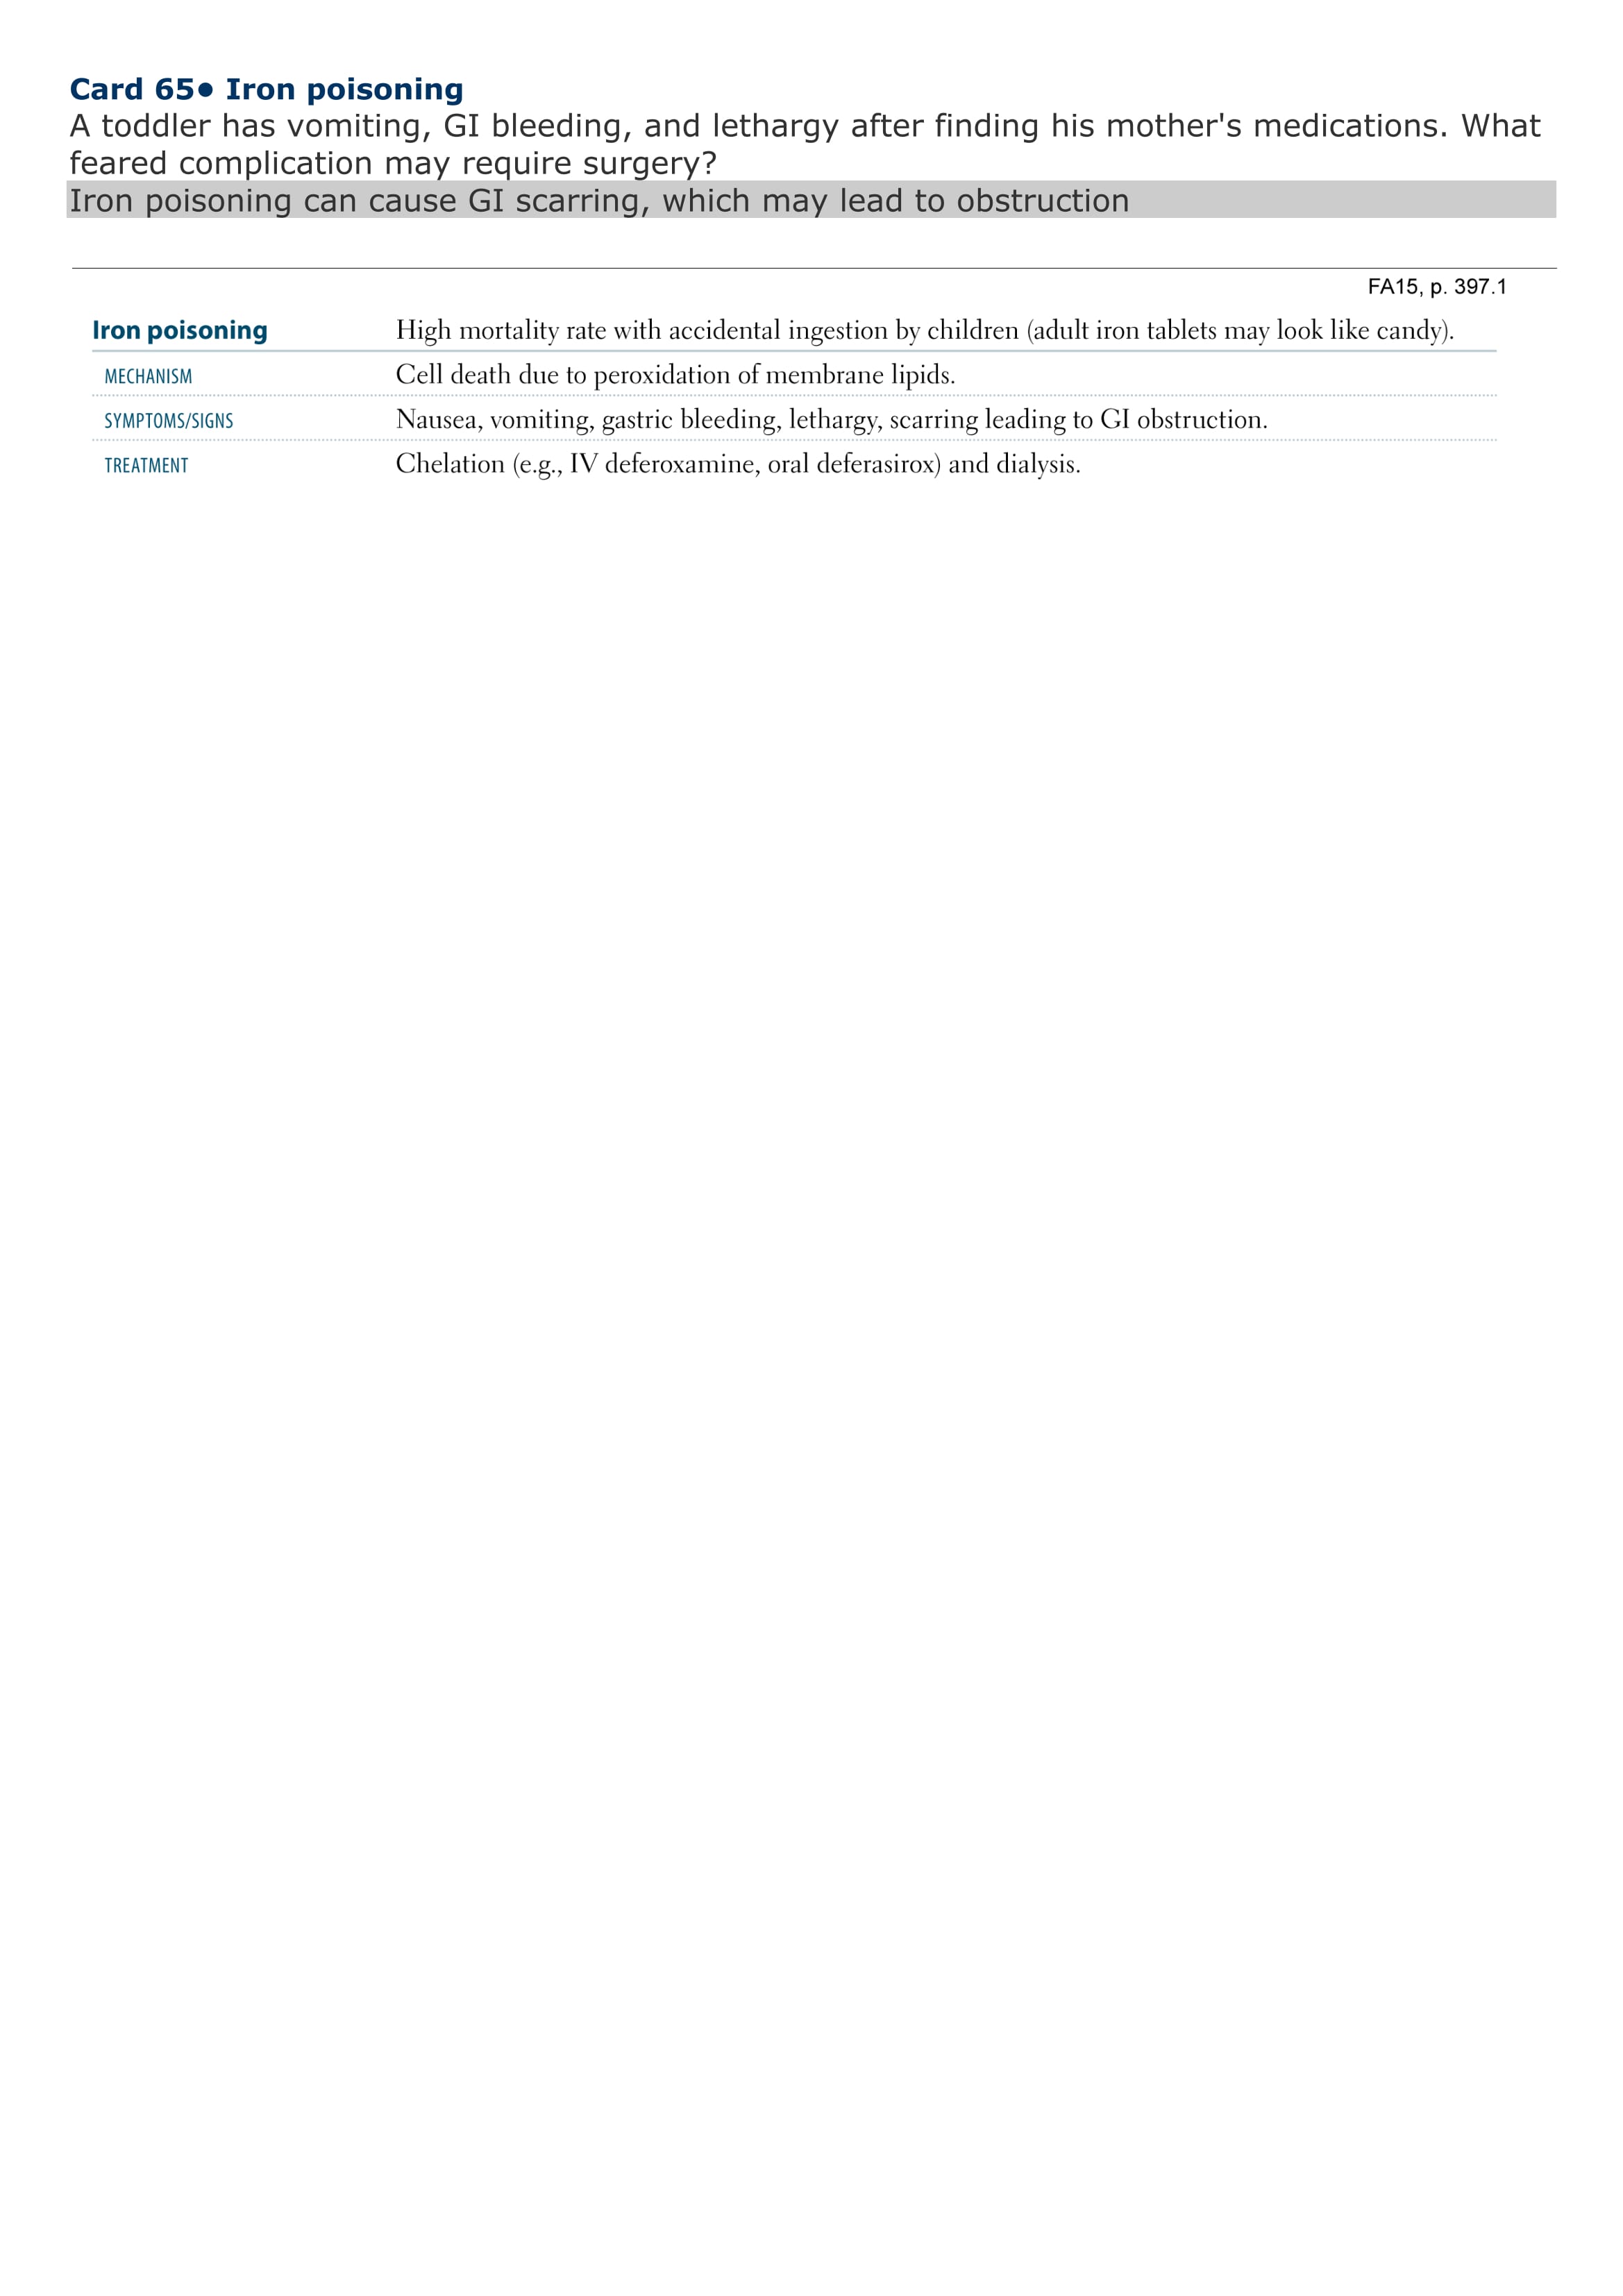 Card 65● Iron poisoning
A toddler has vomiting, GI bleeding, and lethargy after finding his mother's medications. What
feared complication may require surgery?
Iron poisoning can cause GI scarring, which may lead to obstruction
FA15, p. 397.1
Iron poisoning High mortality rate with accidental ingestion by children (adult iron tablets may look like candy).
MECHANISM Cell death due to peroxidation of membrane lipids.
SYMPTOMS/SIGNS Nausea, vomiting, gastric bleeding, lethargy, scarring leading to GI obstruction.
TREATMENT Chelation (e.g., IV deferoxamine, oral deferasirox) and dialysis.